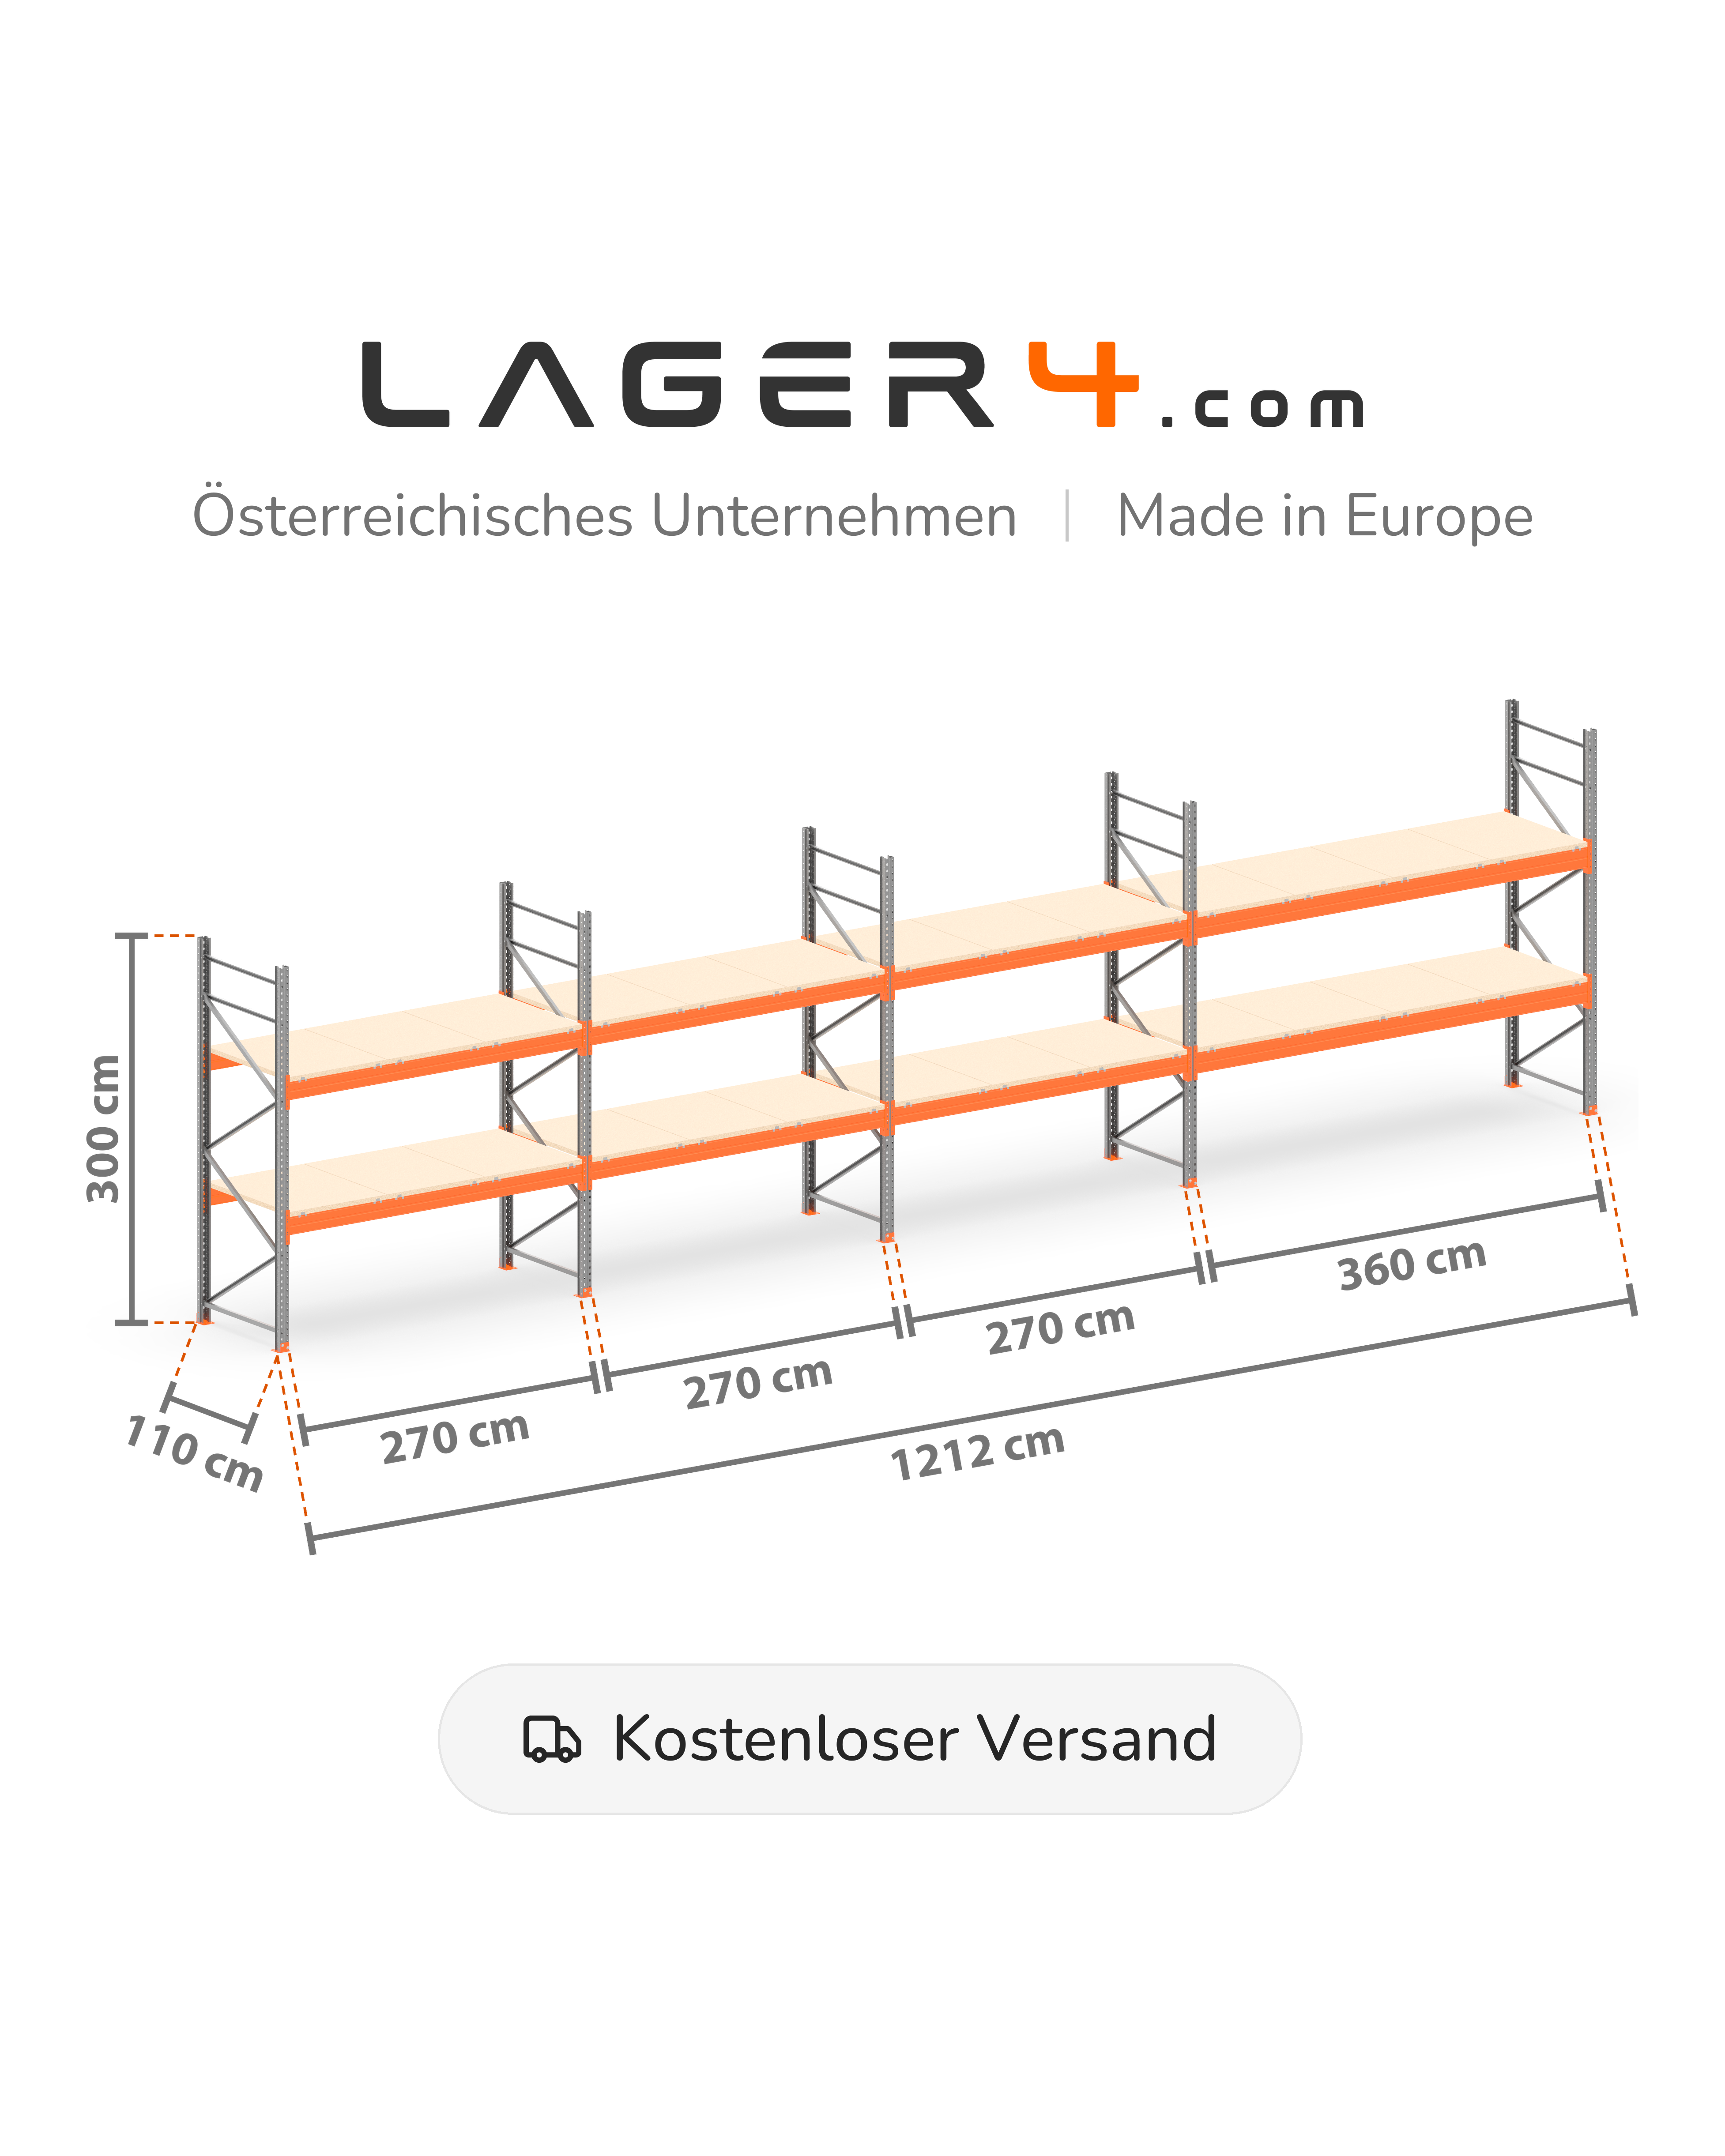 LAGER4.com
Österreichisches Unternehmen | Made in Europe
300 cm
110 cm
270 cm
270 cm
270 cm
360 cm
1212 cm
Kostenloser Versand